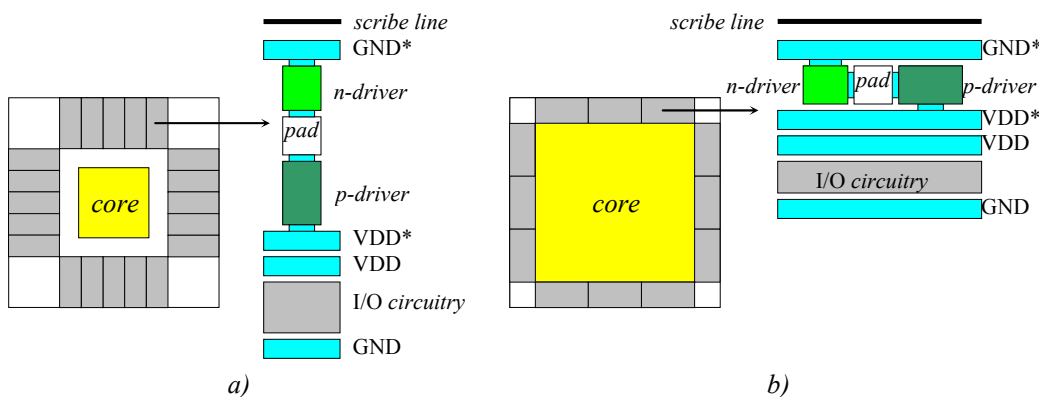 scribe line
GND*
n-driver
pad
p-driver
VDD*
VDD
I/O circuitry
GND
core
a)
scribe line
GND*
n-driver
pad
p-driver
VDD*
VDD
I/O circuitry
GND
core
b)